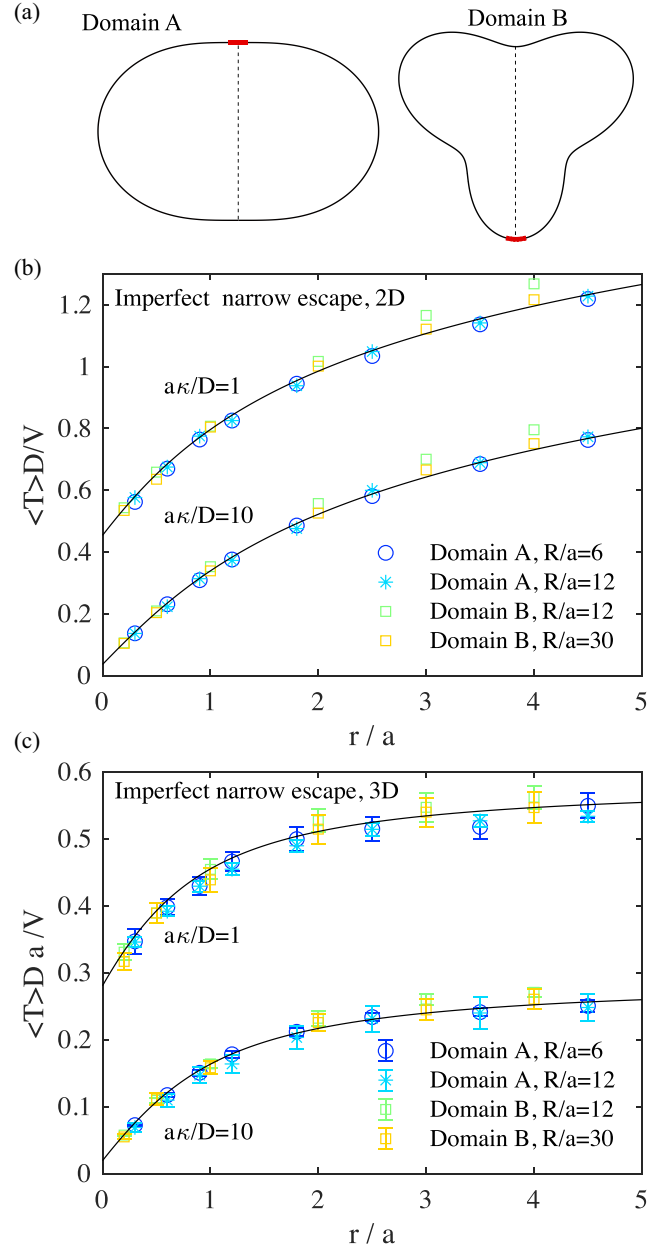 (a)
Domain A
Domain B
(b)
Imperfect narrow escape, 2D
aκ/D=1
aκ/D=10
<T>D/V
0
0.2
0.4
0.6
0.8
1
1.2
Domain A, R/a=6
Domain A, R/a=12
Domain B, R/a=12
Domain B, R/a=30
0 1 2 3 4 5
r / a
(c)
Imperfect narrow escape, 3D
aκ/D=1
aκ/D=10
<T>D a /V
0
0.1
0.2
0.3
0.4
0.5
0.6
Domain A, R/a=6
Domain A, R/a=12
Domain B, R/a=12
Domain B, R/a=30
0 1 2 3 4 5
r / a